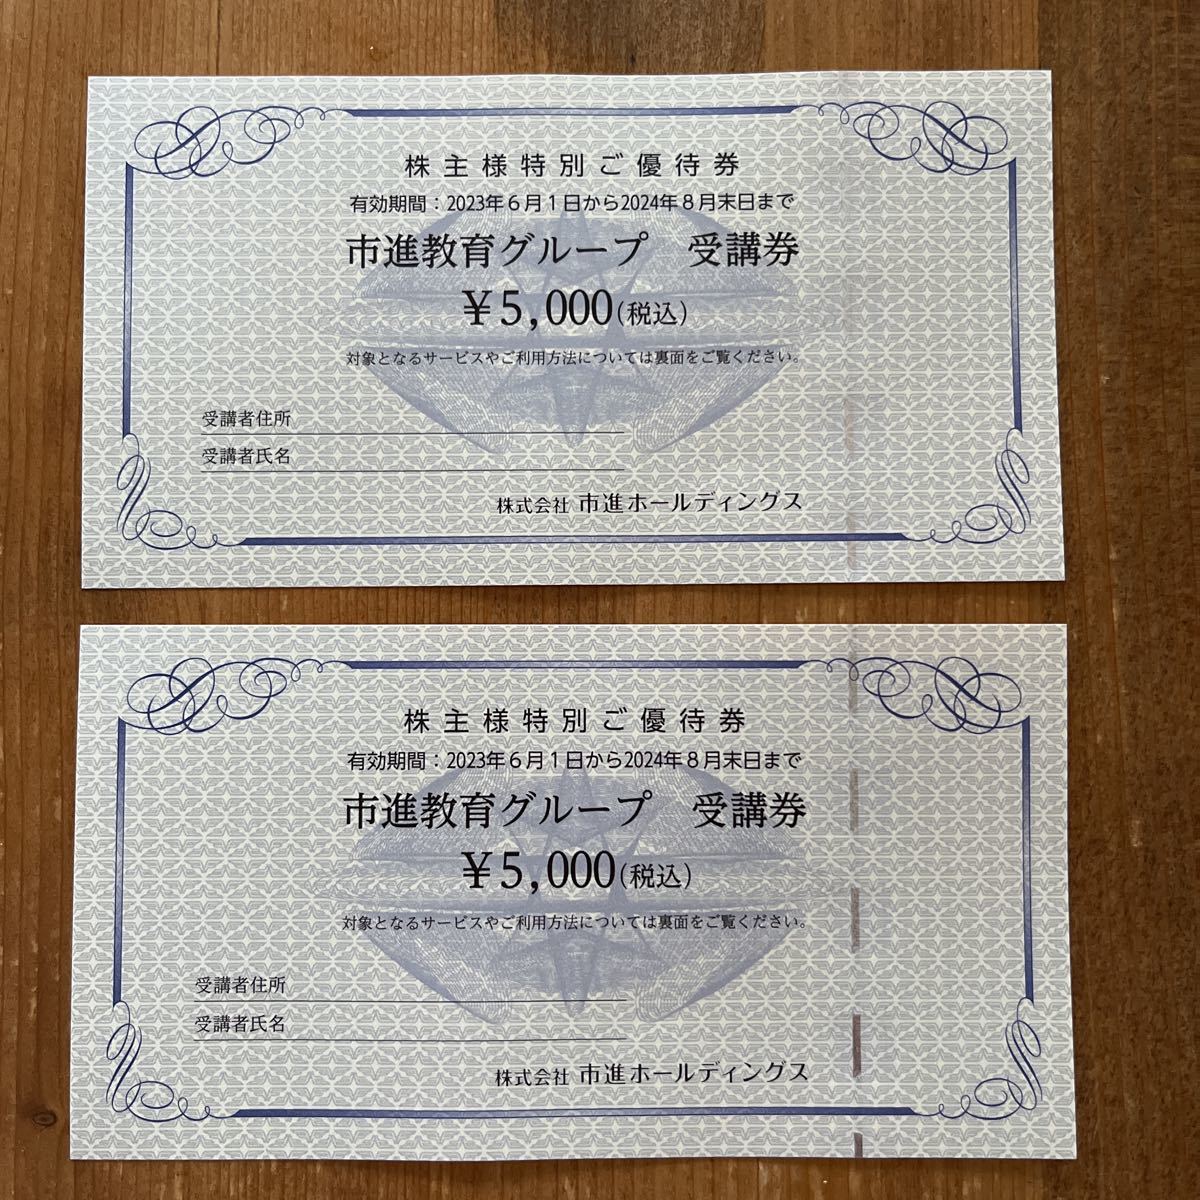 株主様特別ご優待券
有効期間：2023年6月1日から2024年8月末日まで
市進教育グループ　受講券
￥5,000(税込)
対象となるサービスやご利用方法については裏面をご覧ください。
受講者住所
受講者氏名
株式会社 市進ホールディングス
株主様特別ご優待券
有効期間：2023年6月1日から2024年8月末日まで
市進教育グループ　受講券
￥5,000(税込)
対象となるサービスやご利用方法については裏面をご覧ください。
受講者住所
受講者氏名
株式会社 市進ホールディングス